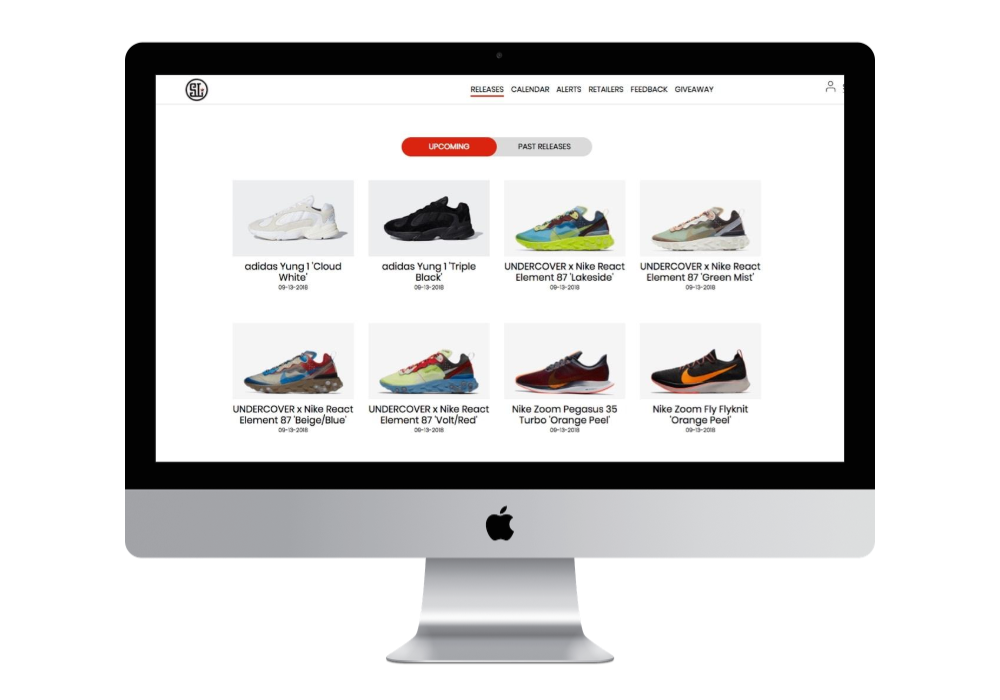 SLi
RELEASES CALENDAR ALERTS RETAILERS FEEDBACK GIVEAWAY
UPCOMING PAST RELEASES
adidas Yung 1 'Cloud
White'
09-13-2018
adidas Yung 1 'Triple
Black'
09-13-2018
UNDERCOVER x Nike React
Element 87 'Lakeside'
09-13-2018
UNDERCOVER x Nike React
Element 87 'Green Mist'
09-13-2018
UNDERCOVER x Nike React
Element 87 'Beige/Blue'
09-13-2018
UNDERCOVER x Nike React
Element 87 'Volt/Red'
09-13-2018
Nike Zoom Pegasus 35
Turbo 'Orange Peel'
09-13-2018
Nike Zoom Fly Flyknit
'Orange Peel'
09-13-2018